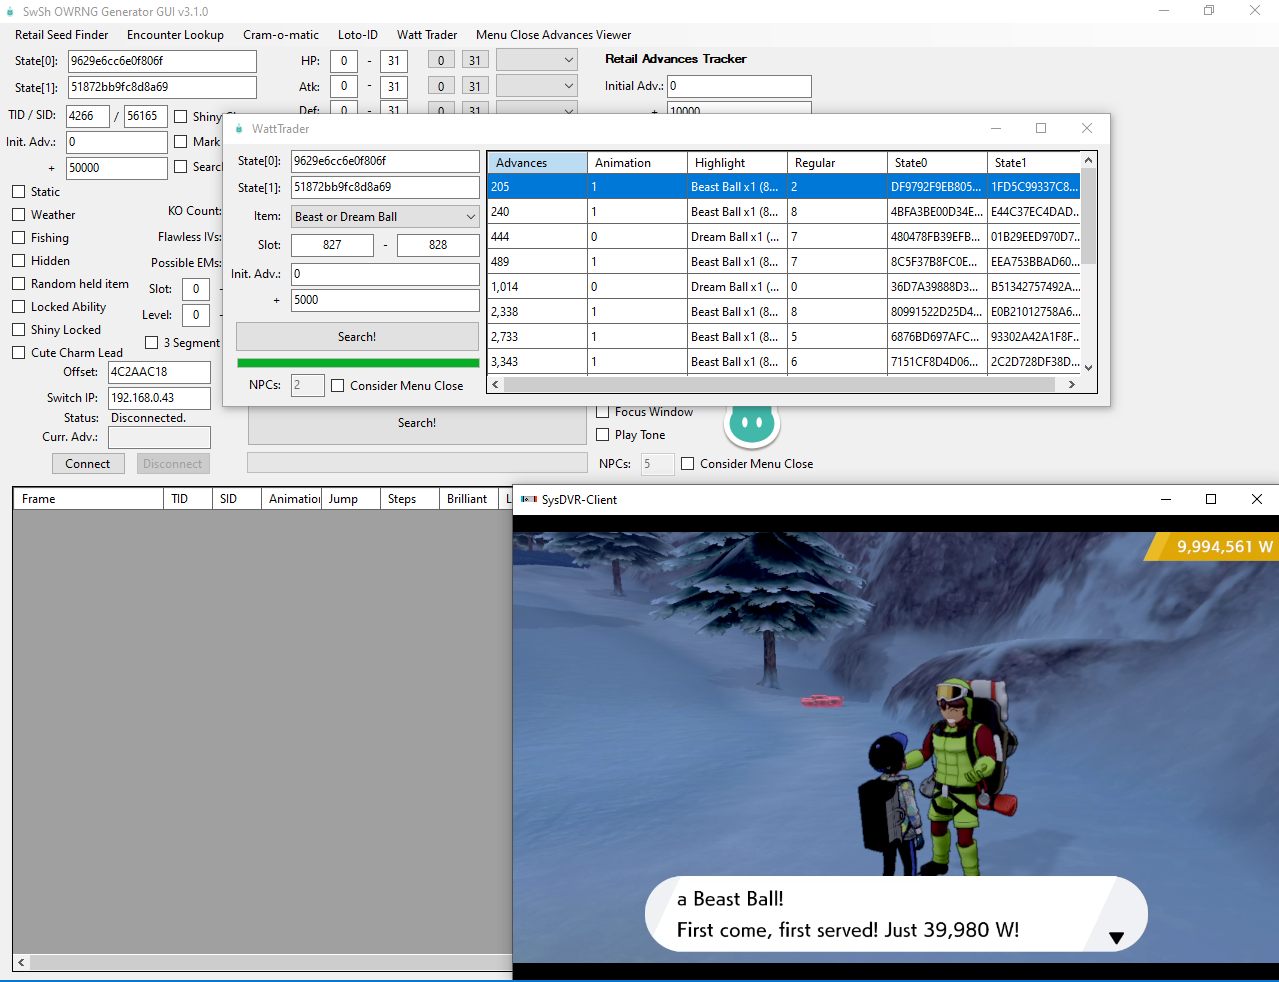 SwSh OWRNG Generator GUI v3.1.0
Retail Seed Finder Encounter Lookup Cram-o-matic Loto-ID Watt Trader Menu Close Advances Viewer
State[0]: 9629e6cc6e0f806f HP: 0 - 31 0 31 Retail Advances Tracker
State[1]: 51872bb9fc8d8a69 Atk: 0 - 31 0 31 Initial Adv.: 0
Def: 0 - 31 0 31 + 10000
TID / SID: 4266 / 56165 Shiny
Init. Adv.: 0 Mark
+ 50000 Search
Static
Weather KO Count:
Fishing Flawless IVs:
Hidden Possible EMs:
Random held item Slot: 0 -
Locked Ability Level: 0 -
Shiny Locked
Cute Charm Lead 3 Segment
Offset: 4C2AAC18
Switch IP: 192.168.0.43
Status: Disconnected.
Curr. Adv.:
Connect Disconnect
WattTrader
State[0]: 9629e6cc6e0f806f
State[1]: 51872bb9fc8d8a69
Item: Beast or Dream Ball
Slot: 827 - 828
Init. Adv.: 0
+ 5000
Search!
NPCs: 2 Consider Menu Close
Advances Animation Highlight Regular State0 State1
205 1 Beast Ball x1 (8... 2 DF9792F9EB805... 1FD5C99337C8...
240 1 Beast Ball x1 (8... 8 4BFA3BE00D34E... E44C37EC4DAD...
444 0 Dream Ball x1 (... 7 480478FB39EFB... 01B29EED970D7...
489 1 Beast Ball x1 (8... 7 8C5F37B8FC0E... EEA753BBAD60...
1,014 0 Dream Ball x1 (... 0 36D7A39888D3... B51342757492A...
2,338 1 Beast Ball x1 (8... 8 80991522D25D4... E0B21012758A6...
2,733 1 Beast Ball x1 (8... 5 6876BD697AFC... 93302A42A1F8F...
3,343 1 Beast Ball x1 (8... 6 7151CF8D4D06... 2C2D728DF38D...
Search!
Focus Window
Play Tone
NPCs: 5 Consider Menu Close
Frame TID SID Animation Jump Steps Brilliant
SysDVR-Client
9,994,561 W
a Beast Ball!
First come, first served! Just 39,980 W!